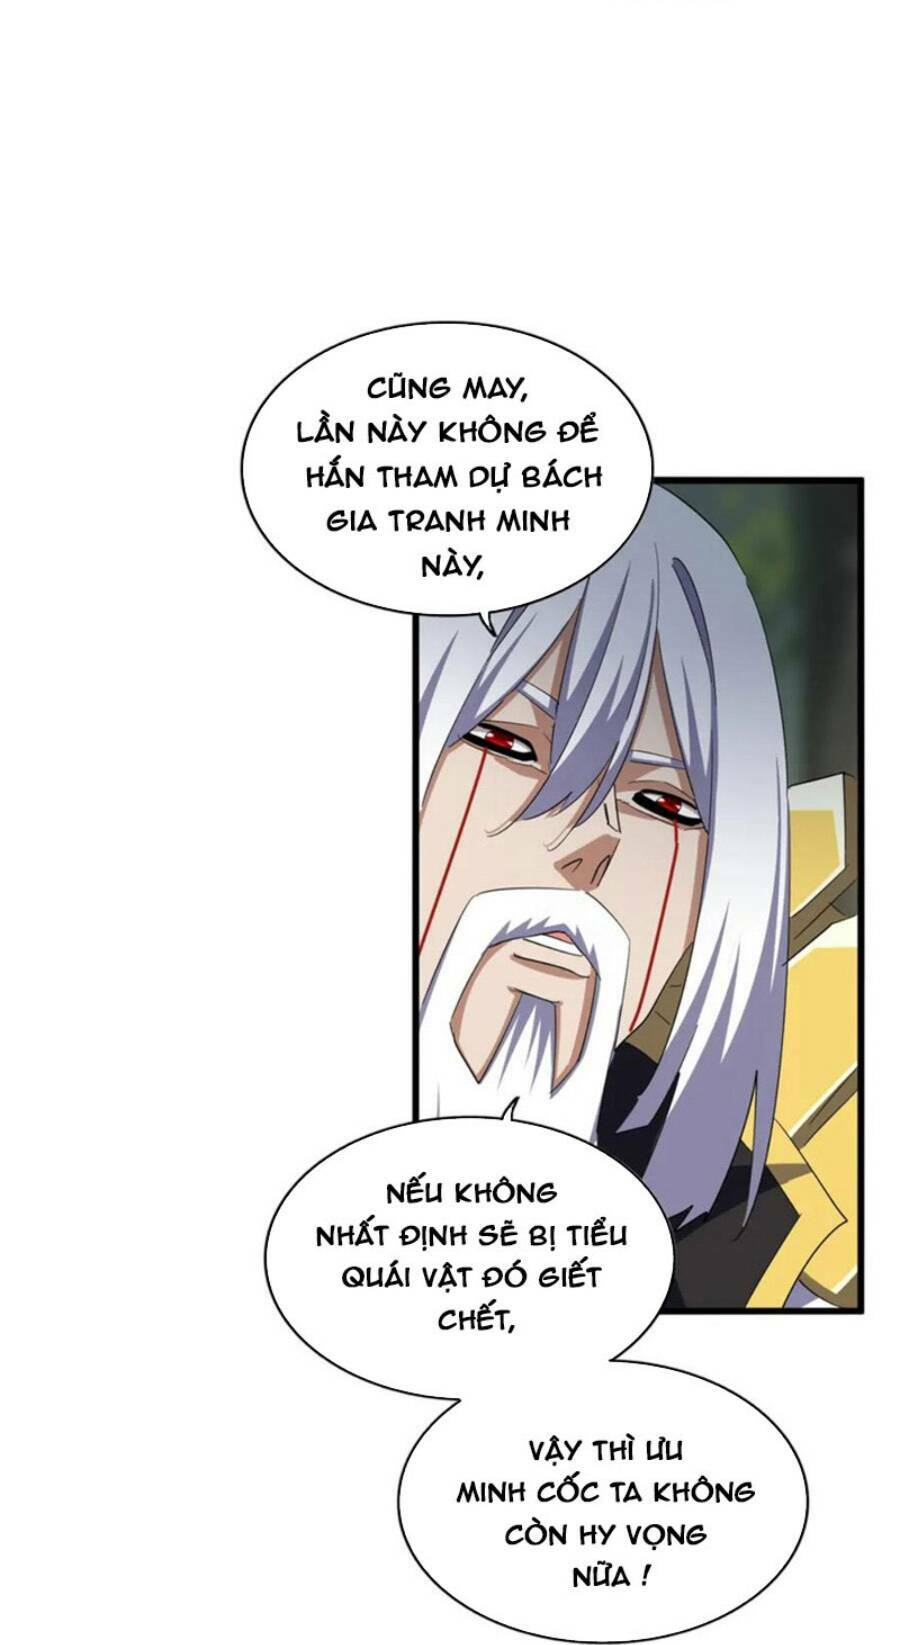 CŨNG MAY,
LẦN NÀY KHÔNG ĐỂ
HẮN THAM DỰ BÁCH
GIA TRANH MINH
NÀY,
NẾU KHÔNG
NHẤT ĐỊNH SẼ BỊ TIỂU
QUÁI VẬT ĐÓ GIẾT
CHẾT,
VẬY THÌ ƯU
MINH CỐC TA KHÔNG
CÒN HY VỌNG
NỮA !